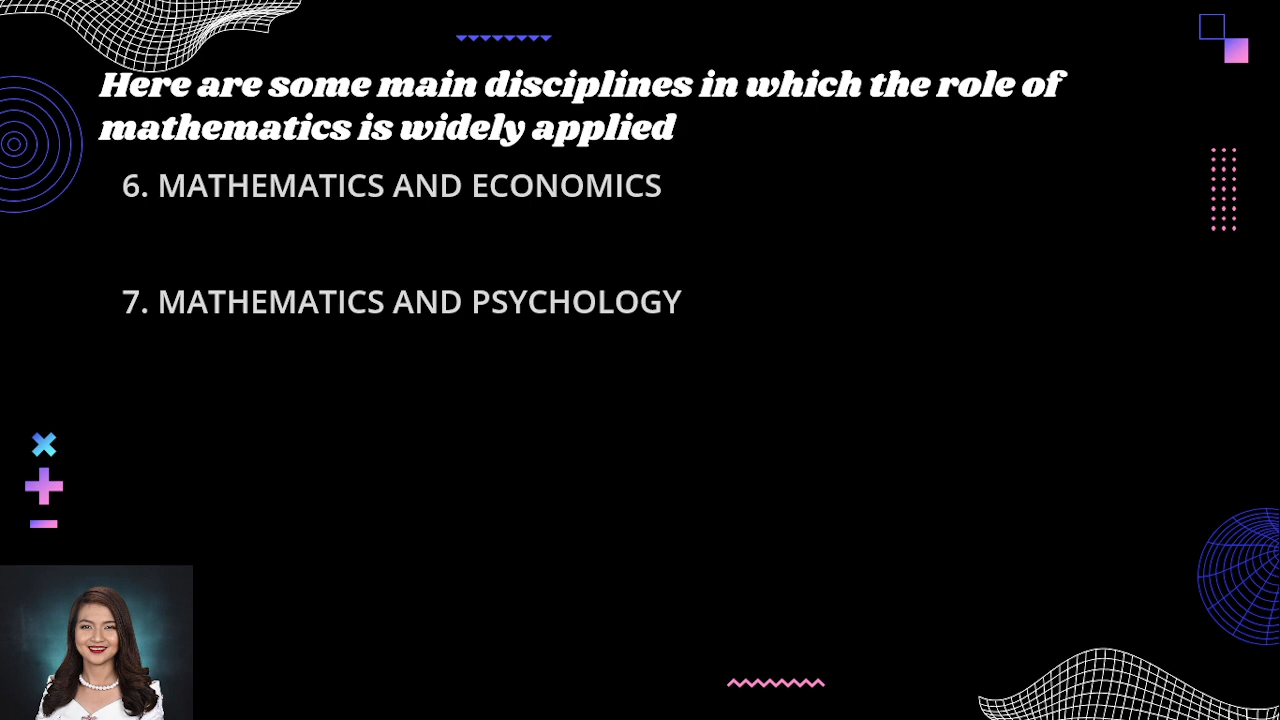 Here are some main disciplines in which the role of
mathematics is widely applied
6. MATHEMATICS AND ECONOMICS
7. MATHEMATICS AND PSYCHOLOGY